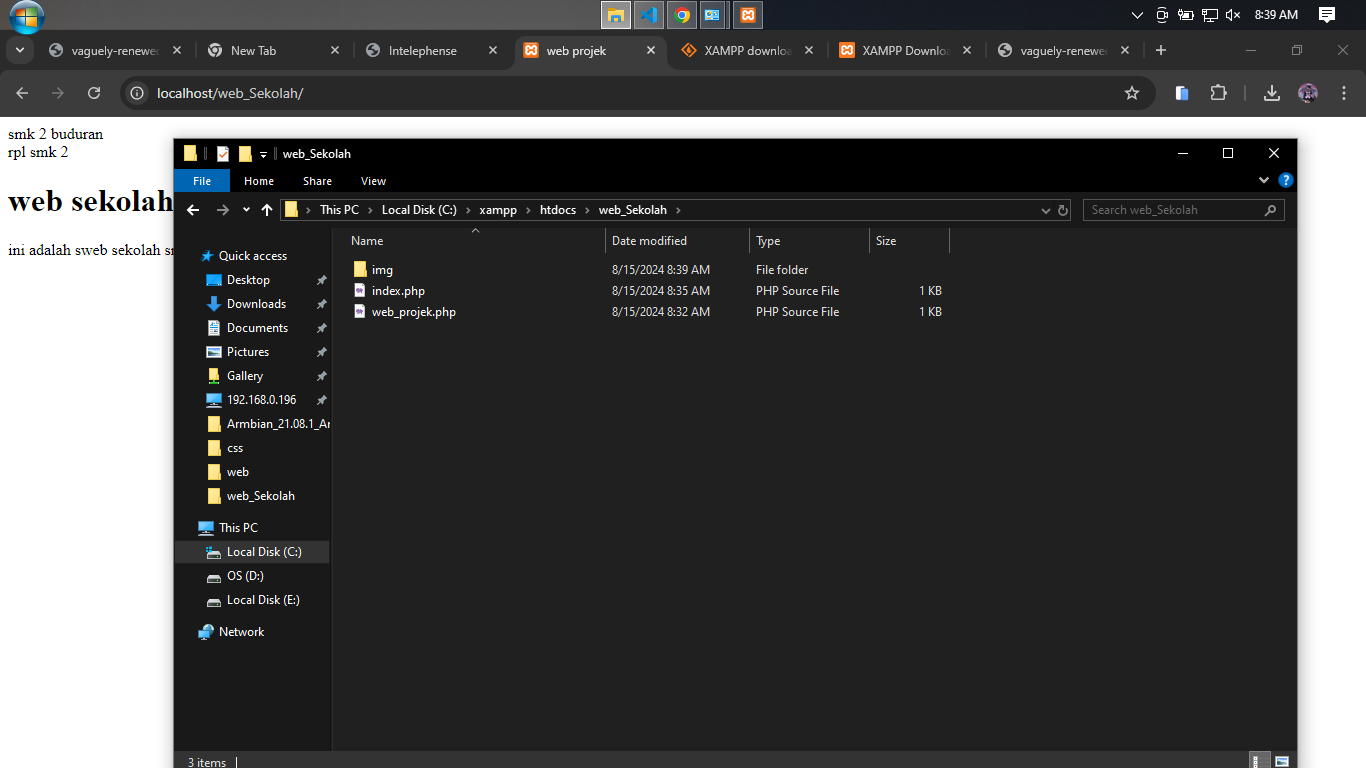 8:39 AM
vaguely-renewe
New Tab
Intelephense
web projek
XAMPP downloa
XAMPP Downloa
vaguely-renewe
localhost/web_Sekolah/
smk 2 buduran
rpl smk 2
web sekolah
ini adalah sweb sekolah
web_Sekolah
File Home Share View
This PC Local Disk (C:) xampp htdocs web_Sekolah
Search web_Sekolah
Name Date modified Type Size
img 8/15/2024 8:39 AM File folder
index.php 8/15/2024 8:35 AM PHP Source File 1 KB
web_projek.php 8/15/2024 8:32 AM PHP Source File 1 KB
Quick access
Desktop
Downloads
Documents
Pictures
Gallery
192.168.0.196
Armbian_21.08.1_Ar
css
web
web_Sekolah
This PC
Local Disk (C:)
OS (D:)
Local Disk (E:)
Network
3 items